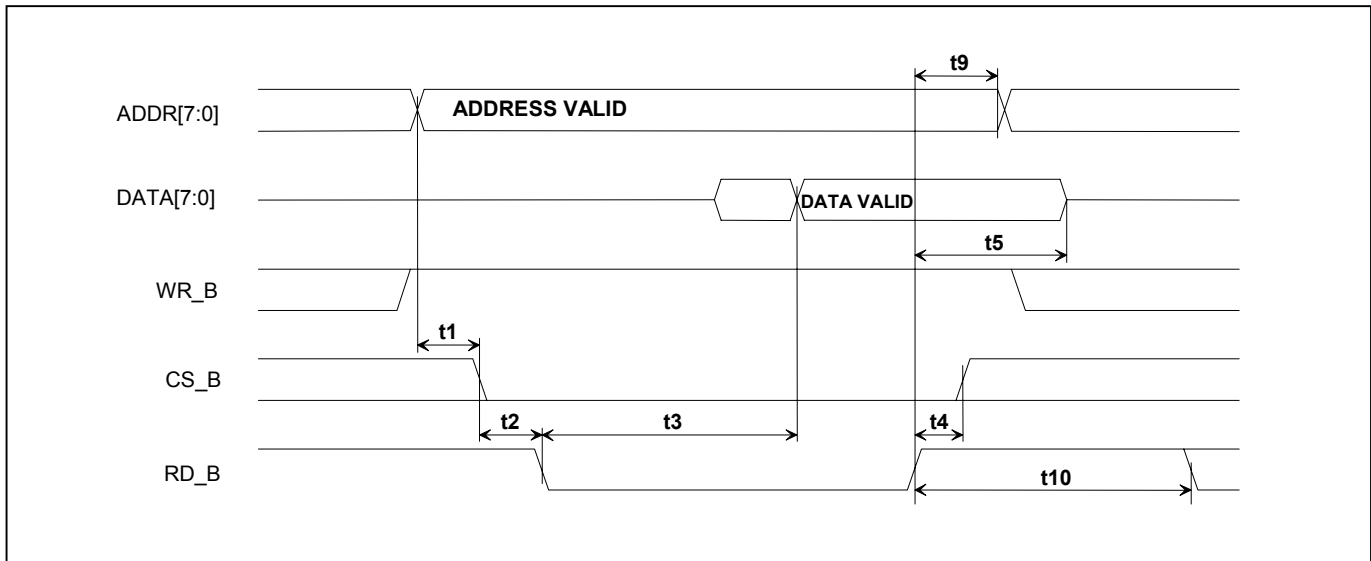 t9
ADDR[7:0]
ADDRESS VALID
DATA[7:0]
DATA VALID
t5
WR_B
t1
CS_B
t2
t3
t4
RD_B
t10